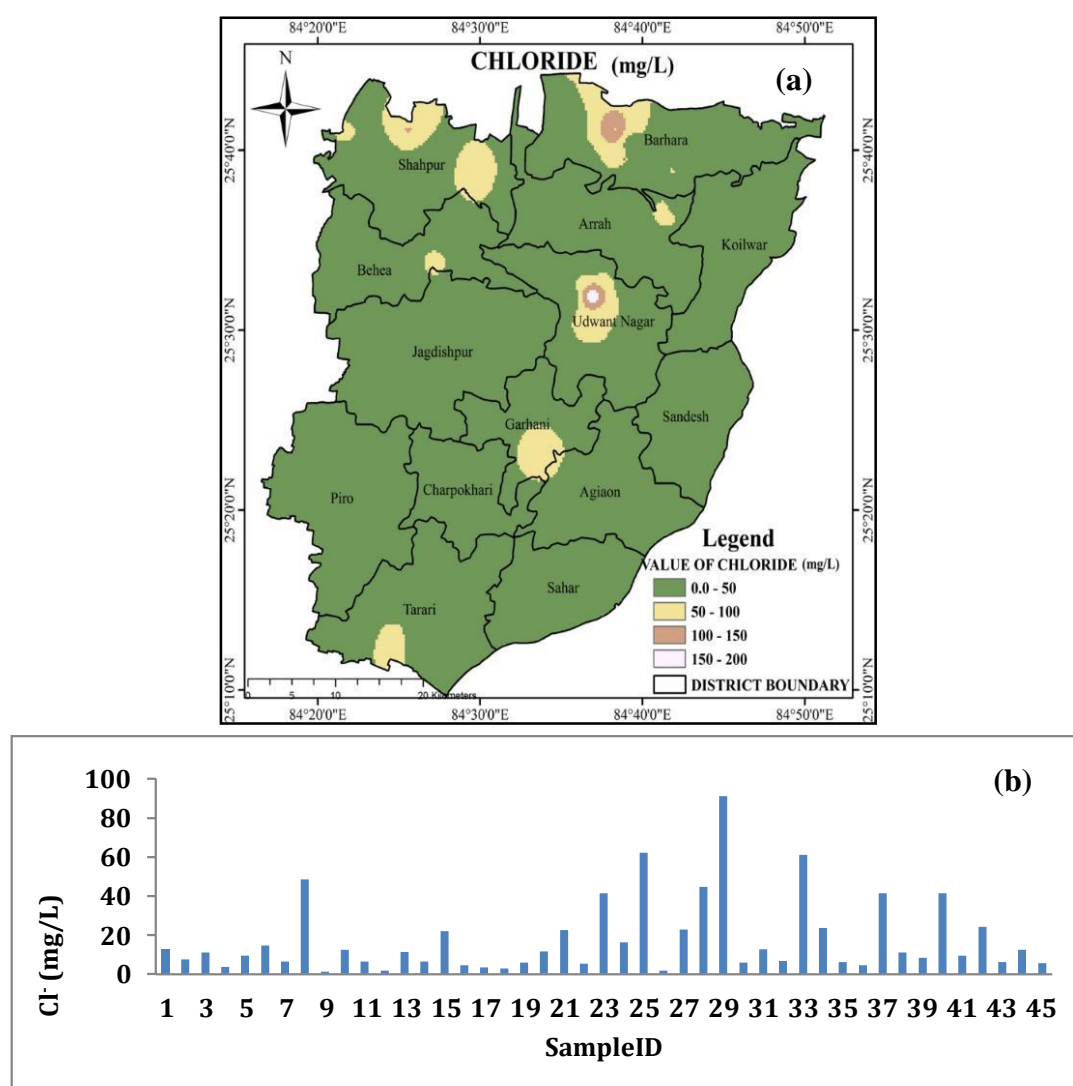 84°20'0"E 84°30'0"E 84°40'0"E 84°50'0"E
CHLORIDE (mg/L)
(a)
N
25°40'0"N 25°40'0"N
25°30'0"N 25°30'0"N
25°20'0"N 25°20'0"N
25°10'0"N 25°10'0"N
Barhara
Shahpur
Arrah
Koilwar
Behea
Udwant Nagar
Jagdishpur
Sandesh
Garhani
Charpokhari
Agiaon
Piro
Sahar
Tarari
Legend
VALUE OF CHLORIDE (mg/L)
0.0 - 50
50 - 100
100 - 150
150 - 200
DISTRICT BOUNDARY
0 5 10 20 Kilometers
84°20'0"E 84°30'0"E 84°40'0"E 84°50'0"E
(b)
Cl- (mg/L)
100
80
60
40
20
0
1 3 5 7 9 11 13 15 17 19 21 23 25 27 29 31 33 35 37 39 41 43 45
SampleID